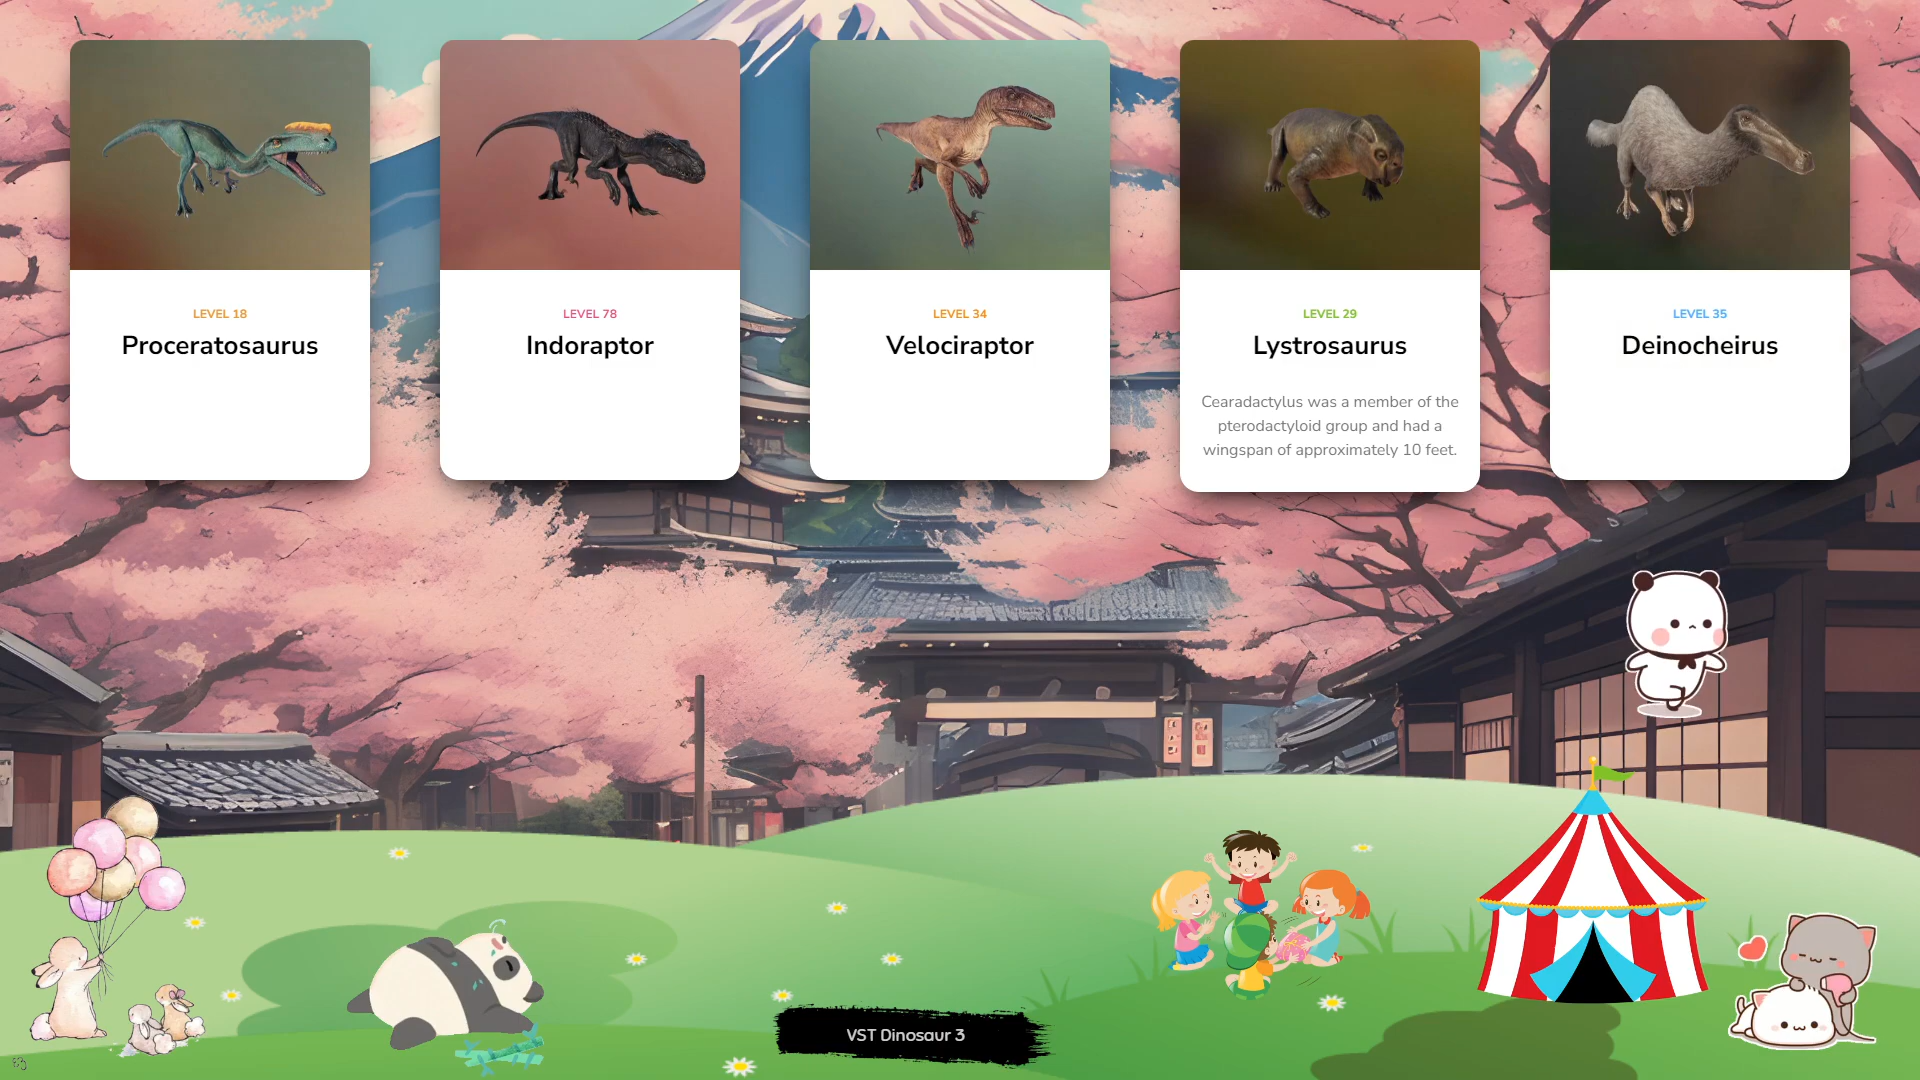 LEVEL 18
Proceratosaurus
LEVEL 78
Indoraptor
LEVEL 34
Velociraptor
LEVEL 29
Lystrosaurus
Cearadactylus was a member of the
pterodactyloid group and had a
wingspan of approximately 10 feet.
LEVEL 35
Deinocheirus
VST Dinosaur 3